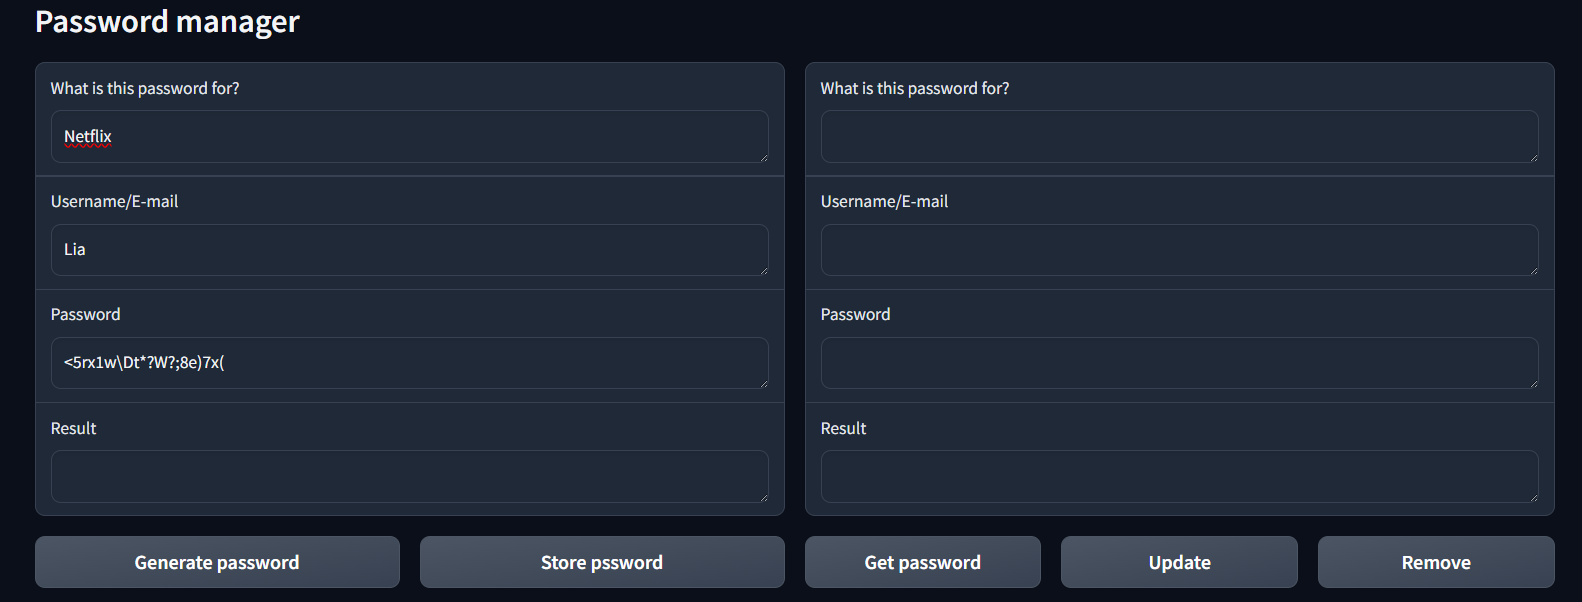 Password manager
What is this password for?
Netflix
Username/E-mail
Lia
Password
<5rx1w\Dt*?W?;8e)7x(
Result
What is this password for?
Username/E-mail
Password
Result
Generate password
Store pssword
Get password
Update
Remove